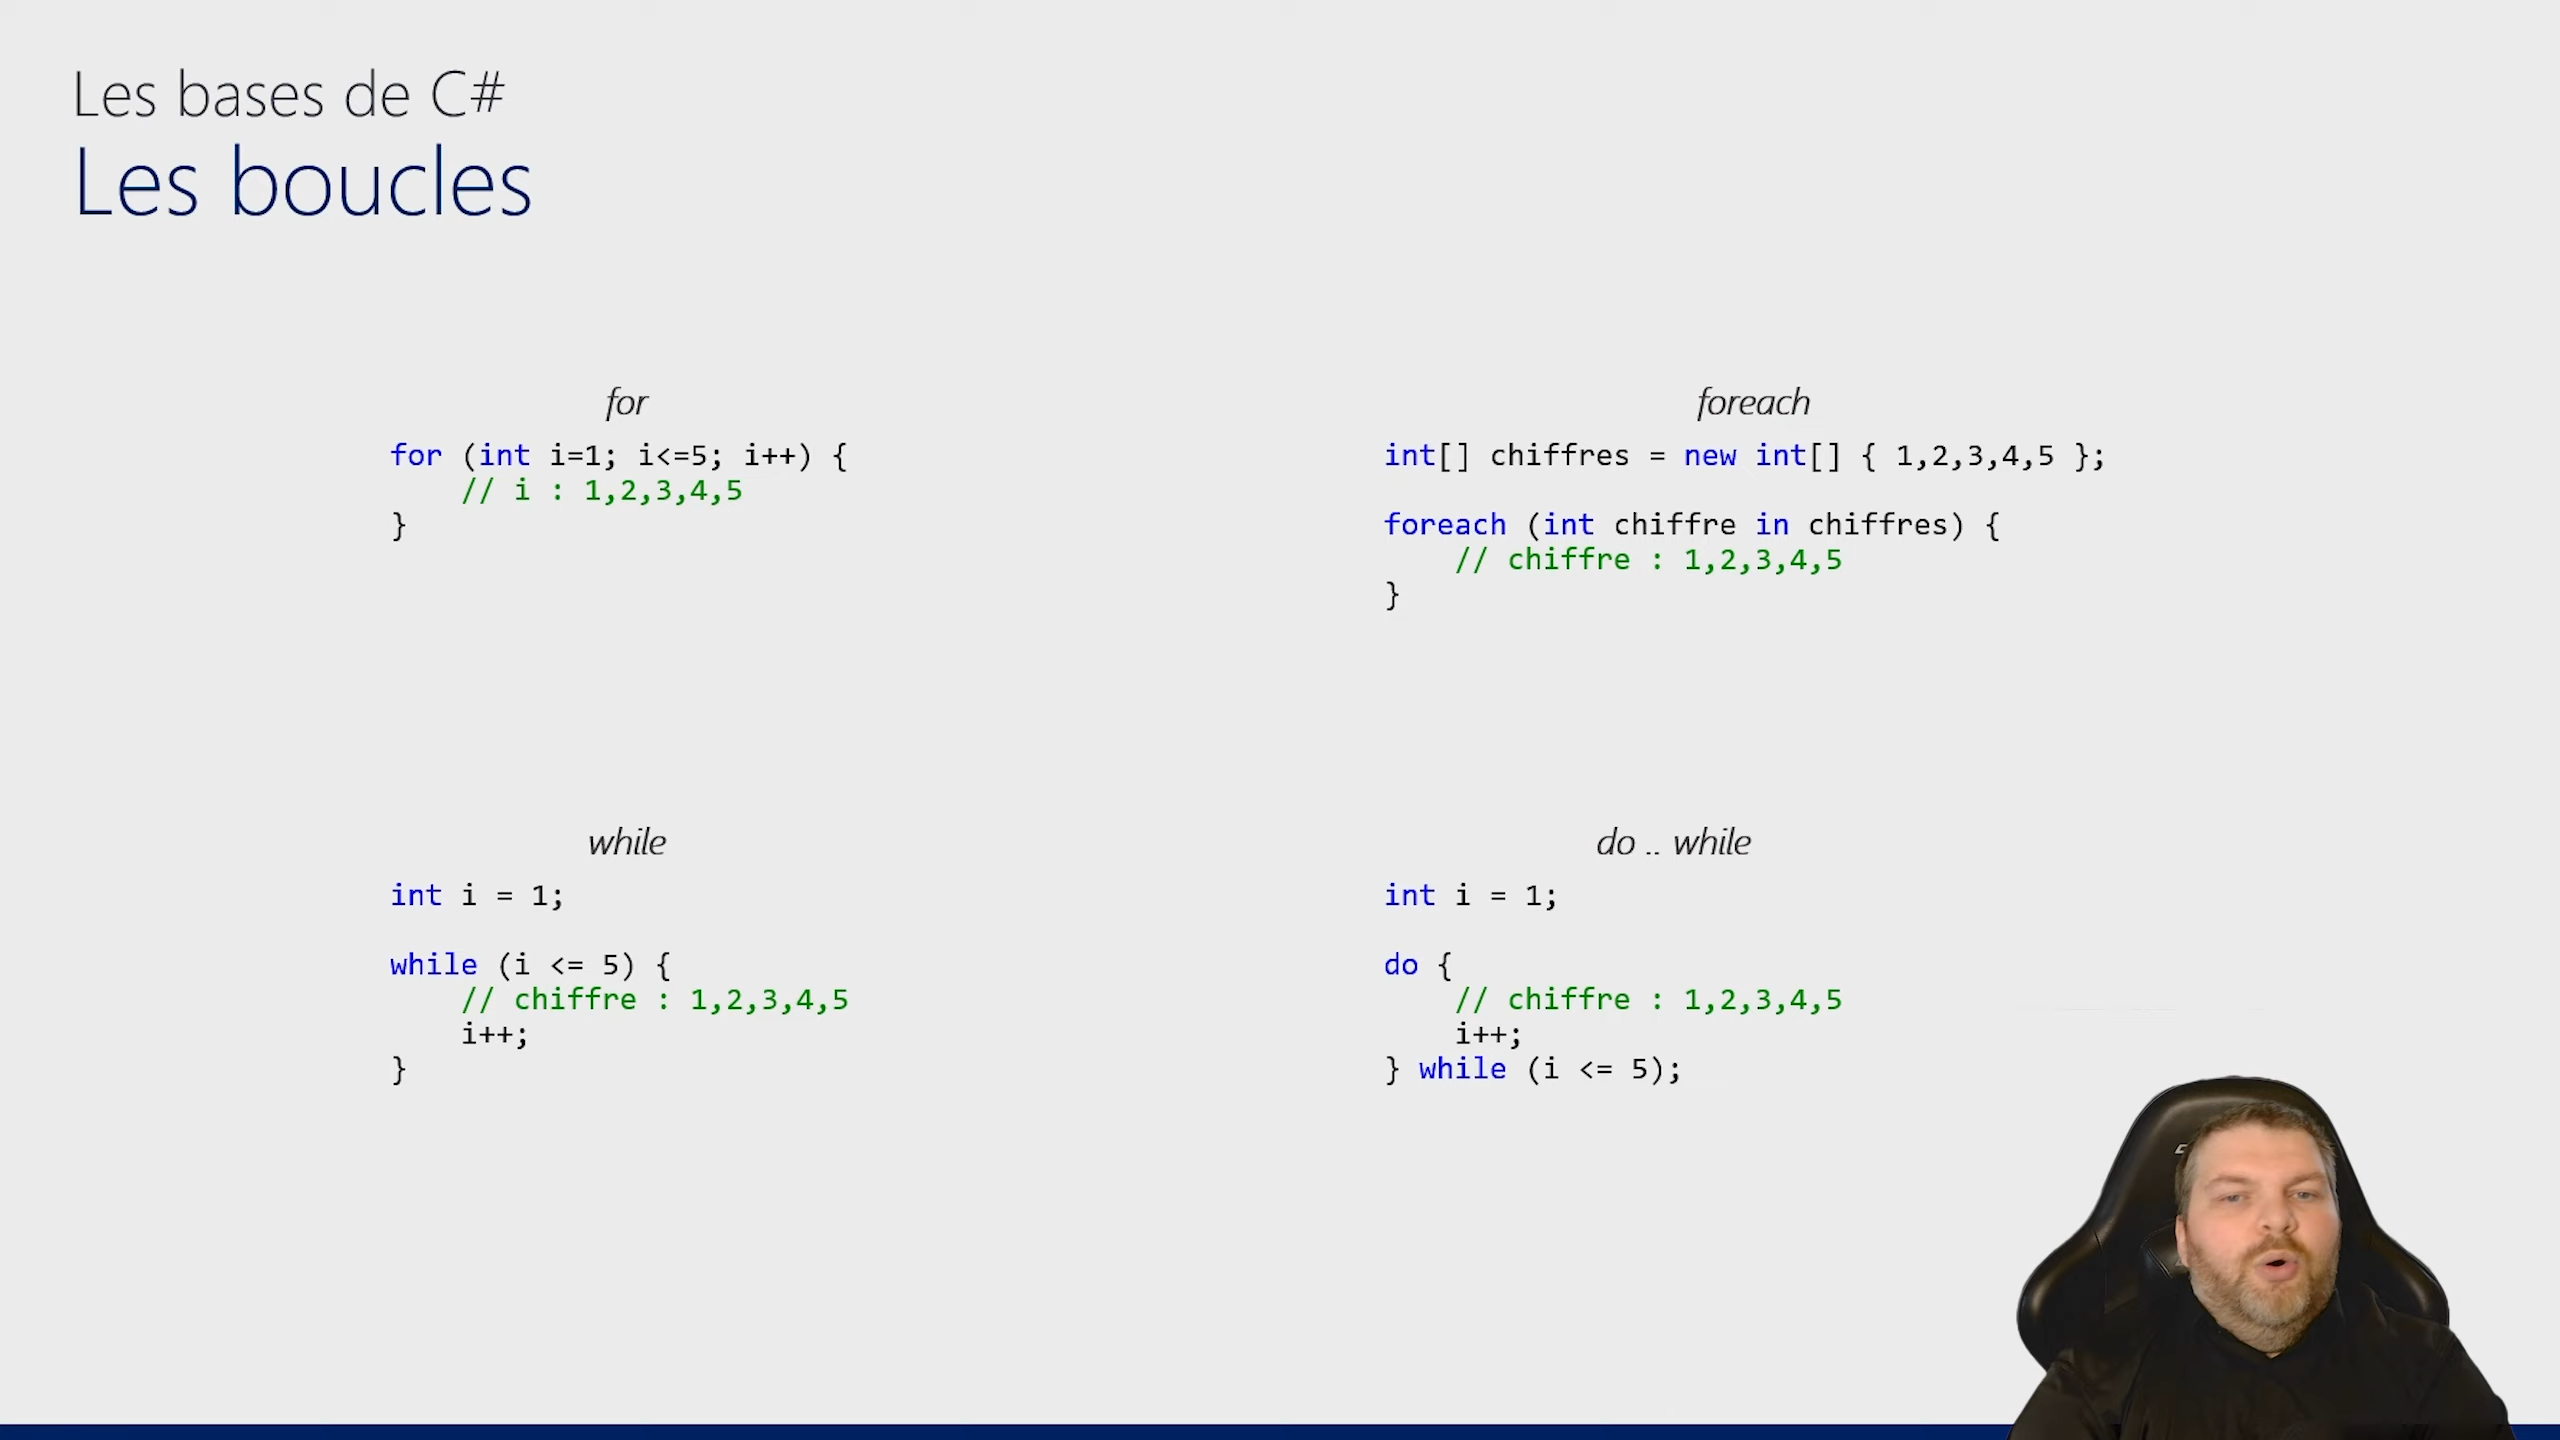 Les bases de C#
Les boucles
for
for (int i=1; i<=5; i++) {
    // i : 1,2,3,4,5
}
foreach
int[] chiffres = new int[] { 1,2,3,4,5 };
foreach (int chiffre in chiffres) {
    // chiffre : 1,2,3,4,5
}
while
int i = 1;
while (i <= 5) {
    // chiffre : 1,2,3,4,5
    i++;
}
do .. while
int i = 1;
do {
    // chiffre : 1,2,3,4,5
    i++;
} while (i <= 5);